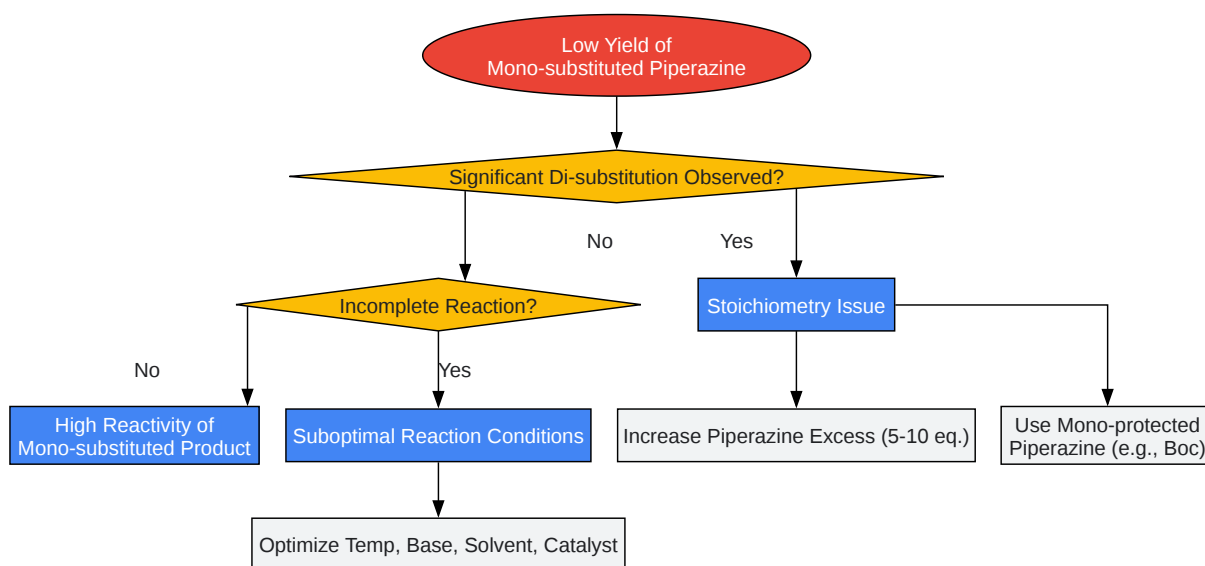 Low Yield of
Mono-substituted Piperazine
Significant Di-substitution Observed?
No
Yes
Incomplete Reaction?
Stoichiometry Issue
No
Yes
High Reactivity of
Mono-substituted Product
Suboptimal Reaction Conditions
Increase Piperazine Excess (5-10 eq.)
Use Mono-protected
Piperazine (e.g., Boc)
Optimize Temp, Base, Solvent, Catalyst